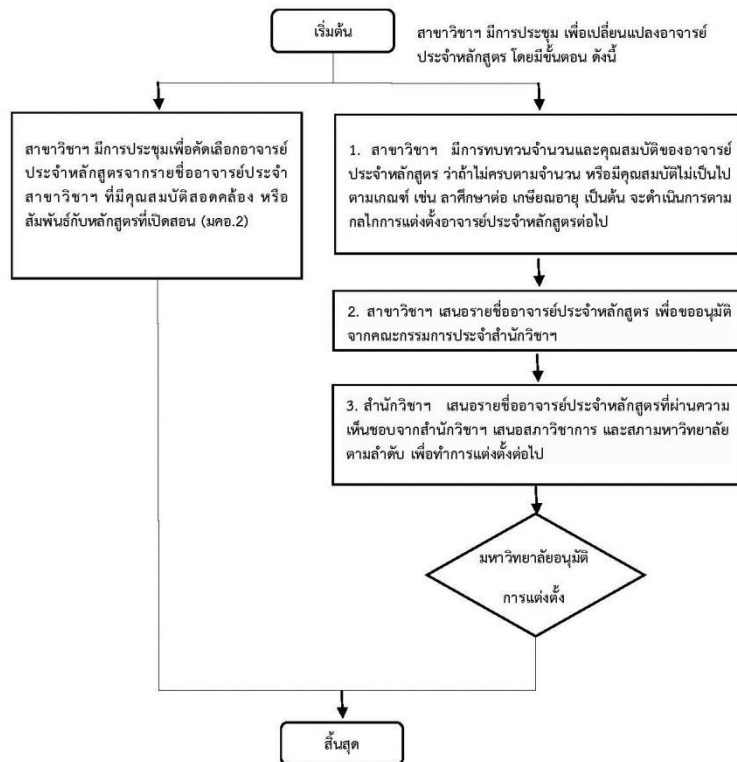 เริ่มต้น
สาขาวิชาฯ มีการประชุม เพื่อเปลี่ยนแปลงอาจารย์
ประจำหลักสูตร โดยมีขั้นตอน ดังนี้
สาขาวิชาฯ มีการประชุมเพื่อคัดเลือกอาจารย์
ประจำหลักสูตรจากรายชื่ออาจารย์ประจำ
สาขาวิชาฯ ที่มีคุณสมบัติสอดคล้อง หรือ
สัมพันธ์กับหลักสูตรที่เปิดสอน (มคอ.2)
1. สาขาวิชาฯ มีการทบทวนจำนวนและคุณสมบัติของอาจารย์
ประจำหลักสูตร ว่าถ้าไม่ครบตามจำนวน หรือมีคุณสมบัติไม่เป็นไป
ตามเกณฑ์ เช่น ลาศึกษาต่อ เกษียณอายุ เป็นต้น จะดำเนินการตาม
กลไกการแต่งตั้งอาจารย์ประจำหลักสูตรต่อไป
2. สาขาวิชาฯ เสนอรายชื่ออาจารย์ประจำหลักสูตร เพื่อขออนุมัติ
จากคณะกรรมการประจำสำนักวิชาฯ
3. สำนักวิชาฯ เสนอรายชื่ออาจารย์ประจำหลักสูตรที่ผ่านความ
เห็นชอบจากสำนักวิชาฯ เสนอสภาวิชาการ และสภามหาวิทยาลัย
ตามลำดับ เพื่อทำการแต่งตั้งต่อไป
มหาวิทยาลัยอนุมัติ
การแต่งตั้ง
สิ้นสุด